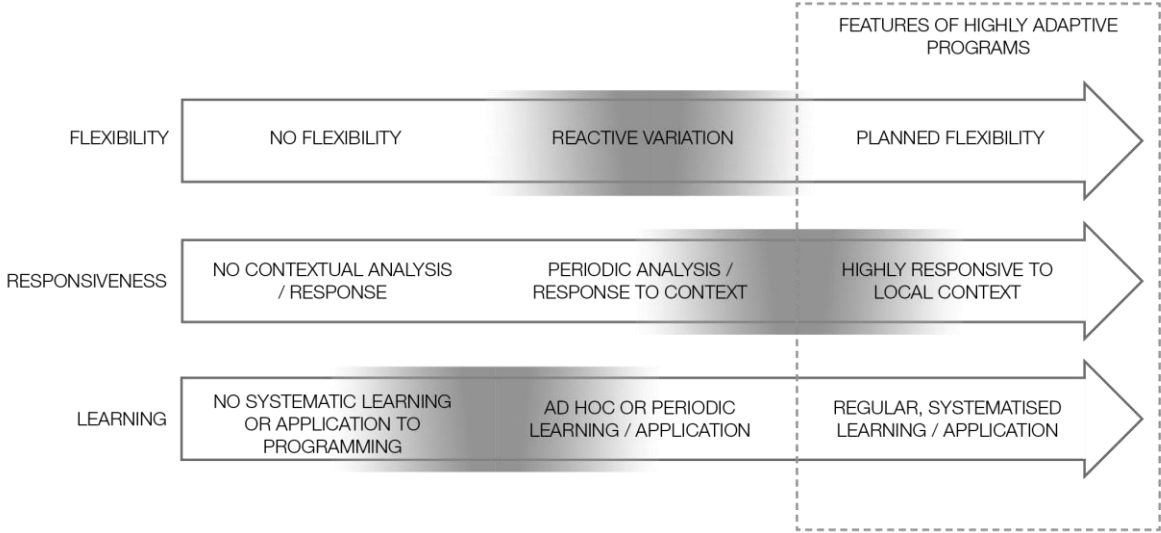 FEATURES OF HIGHLY ADAPTIVE
PROGRAMS
FLEXIBILITY
NO FLEXIBILITY
REACTIVE VARIATION
PLANNED FLEXIBILITY
RESPONSIVENESS
NO CONTEXTUAL ANALYSIS
/ RESPONSE
PERIODIC ANALYSIS /
RESPONSE TO CONTEXT
HIGHLY RESPONSIVE TO
LOCAL CONTEXT
LEARNING
NO SYSTEMATIC LEARNING
OR APPLICATION TO
PROGRAMMING
AD HOC OR PERIODIC
LEARNING / APPLICATION
REGULAR, SYSTEMATISED
LEARNING / APPLICATION